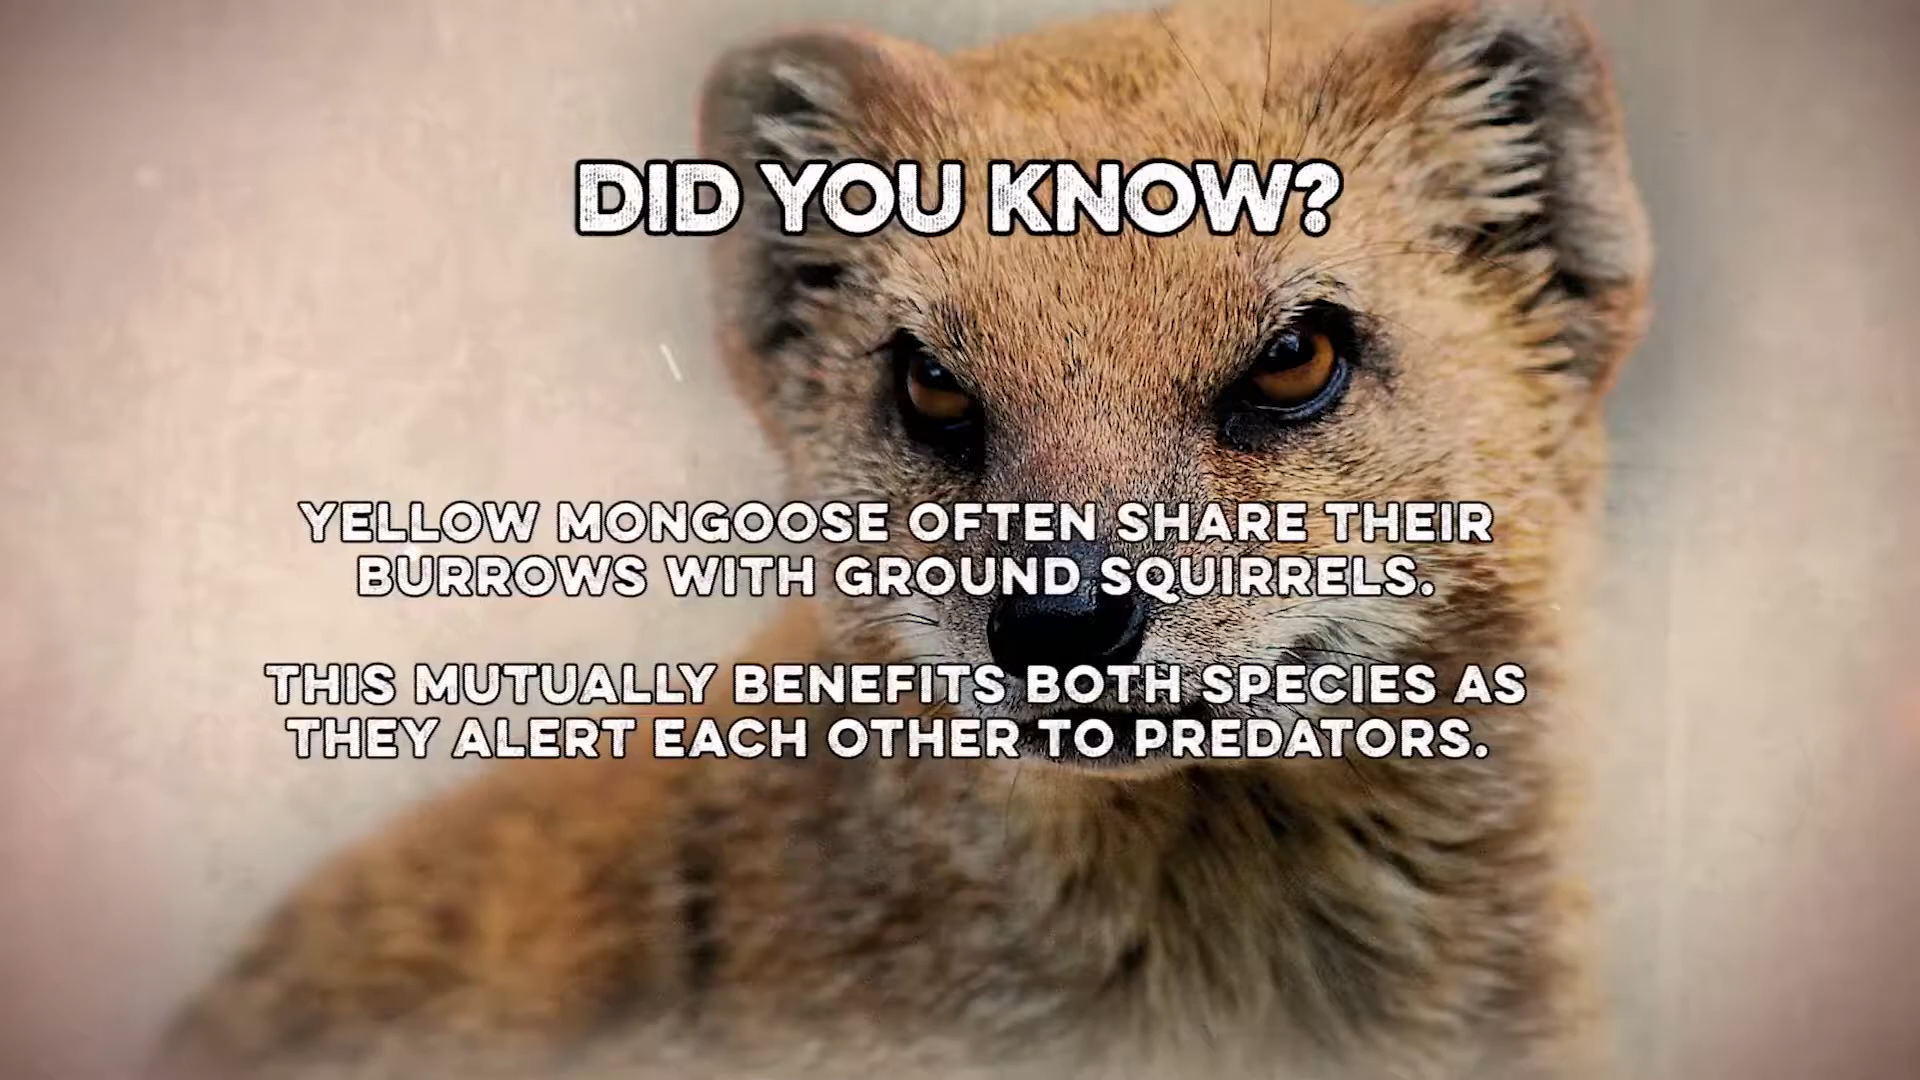 DID YOU KNOW?
YELLOW MONGOOSE OFTEN SHARE THEIR
BURROWS WITH GROUND SQUIRRELS.
THIS MUTUALLY BENEFITS BOTH SPECIES AS
THEY ALERT EACH OTHER TO PREDATORS.